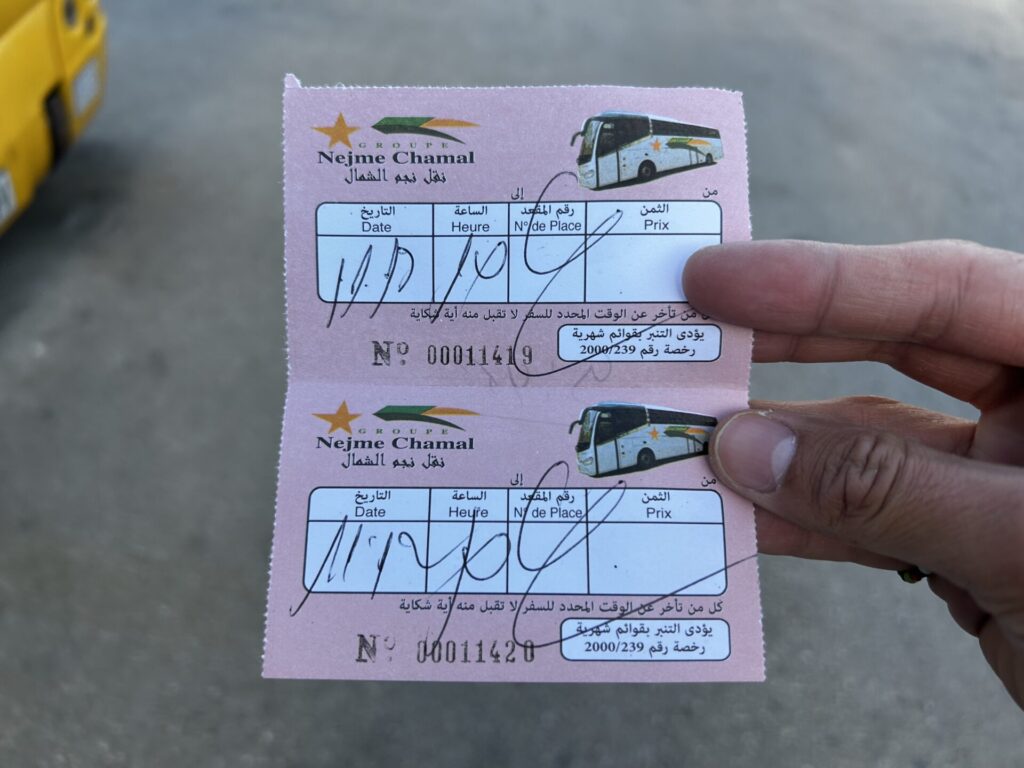 GROUPE
Nejme Chamal
نقل نجم الشمال
من إلى
التاريخ الساعة رقم المقعد الثمن
Date Heure N° de Place Prix
من تأخر عن الوقت المحدد للسفر لا تقبل منه أية شكاية
يؤدى التنبر بقوائم شهرية
رخصة رقم 2000/239
Nº 00011419
GROUPE
Nejme Chamal
نقل نجم الشمال
من إلى
التاريخ الساعة رقم المقعد الثمن
Date Heure N° de Place Prix
كل من تأخر عن الوقت المحدد للسفر لا تقبل منه أية شكاية
يؤدى التنبر بقوائم شهرية
رخصة رقم 2000/239
Nº 00011420